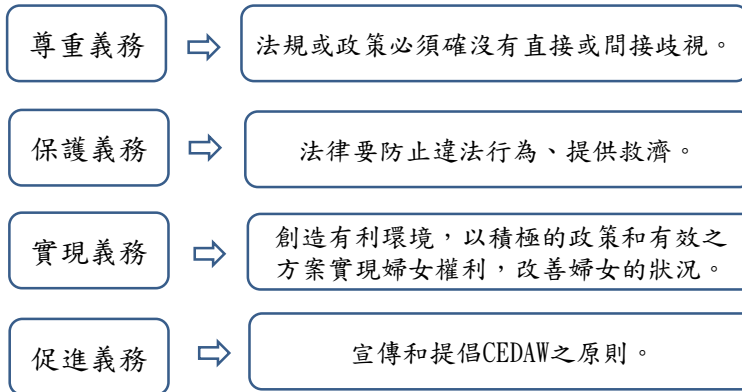 尊重義務
法規或政策必須確沒有直接或間接歧視。
保護義務
法律要防止違法行為、提供救濟。
實現義務
創造有利環境，以積極的政策和有效之
方案實現婦女權利，改善婦女的狀況。
促進義務
宣傳和提倡CEDAW之原則。